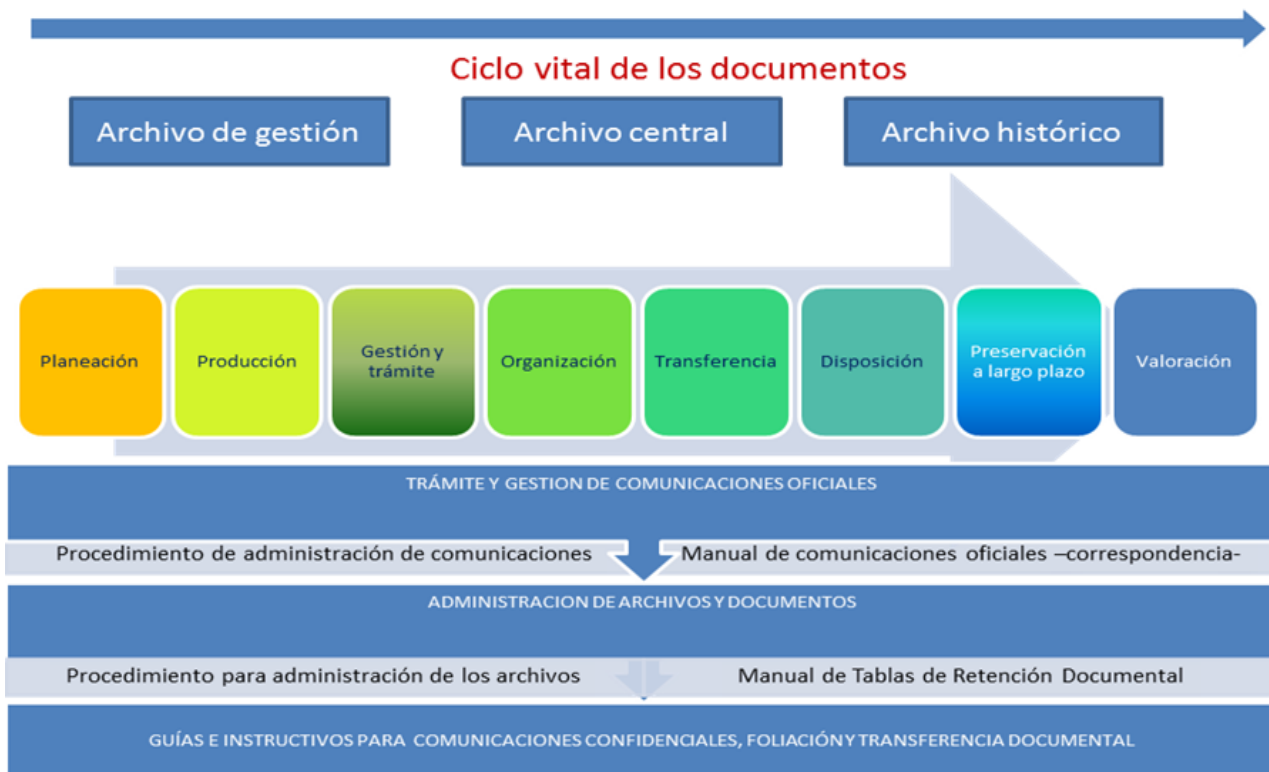 Ciclo vital de los documentos
Archivo de gestión
Archivo central
Archivo histórico
Planeación
Producción
Gestión y
trámite
Organización
Transferencia
Disposición
Preservación
a largo plazo
Valoración
TRÁMITE Y GESTION DE COMUNICACIONES OFICIALES
Procedimiento de administración de comunicaciones
Manual de comunicaciones oficiales –correspondencia-
ADMINISTRACION DE ARCHIVOS Y DOCUMENTOS
Procedimiento para administración de los archivos
Manual de Tablas de Retención Documental
GUÍAS E INSTRUCTIVOS PARA COMUNICACIONES CONFIDENCIALES, FOLIACIÓN Y TRANSFERENCIA DOCUMENTAL